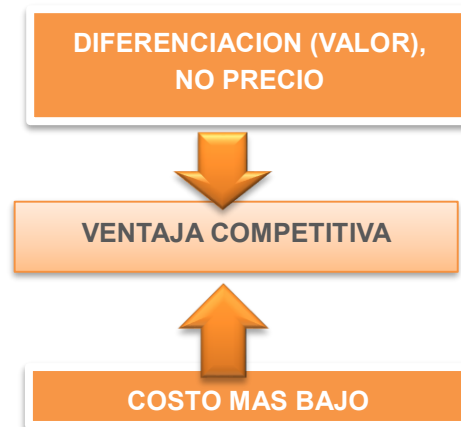 DIFERENCIACION (VALOR),
NO PRECIO
VENTAJA COMPETITIVA
COSTO MAS BAJO